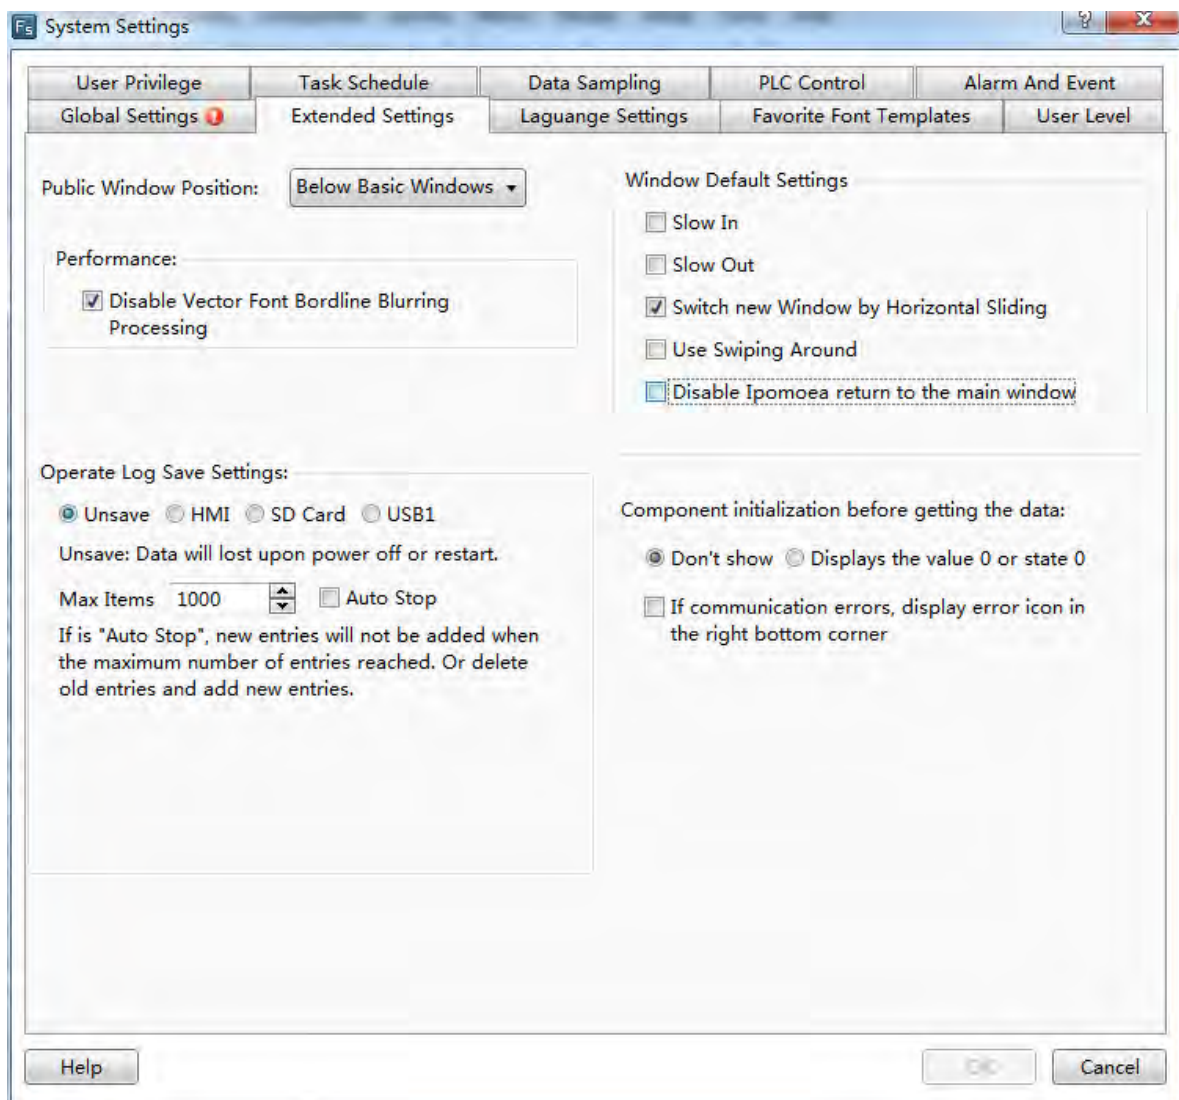 Fs System Settings
?
User Privilege Task Schedule Data Sampling PLC Control Alarm And Event
Global Settings Extended Settings Laguange Settings Favorite Font Templates User Level
Public Window Position: Below Basic Windows
Performance:
Disable Vector Font Bordline Blurring
Processing
Window Default Settings
Slow In
Slow Out
Switch new Window by Horizontal Sliding
Use Swiping Around
Disable Ipomoea return to the main window
Operate Log Save Settings:
Unsave HMI SD Card USB1
Unsave: Data will lost upon power off or restart.
Max Items 1000 Auto Stop
If is "Auto Stop", new entries will not be added when
the maximum number of entries reached. Or delete
old entries and add new entries.
Component initialization before getting the data:
Don't show Displays the value 0 or state 0
If communication errors, display error icon in
the right bottom corner
Help Cancel